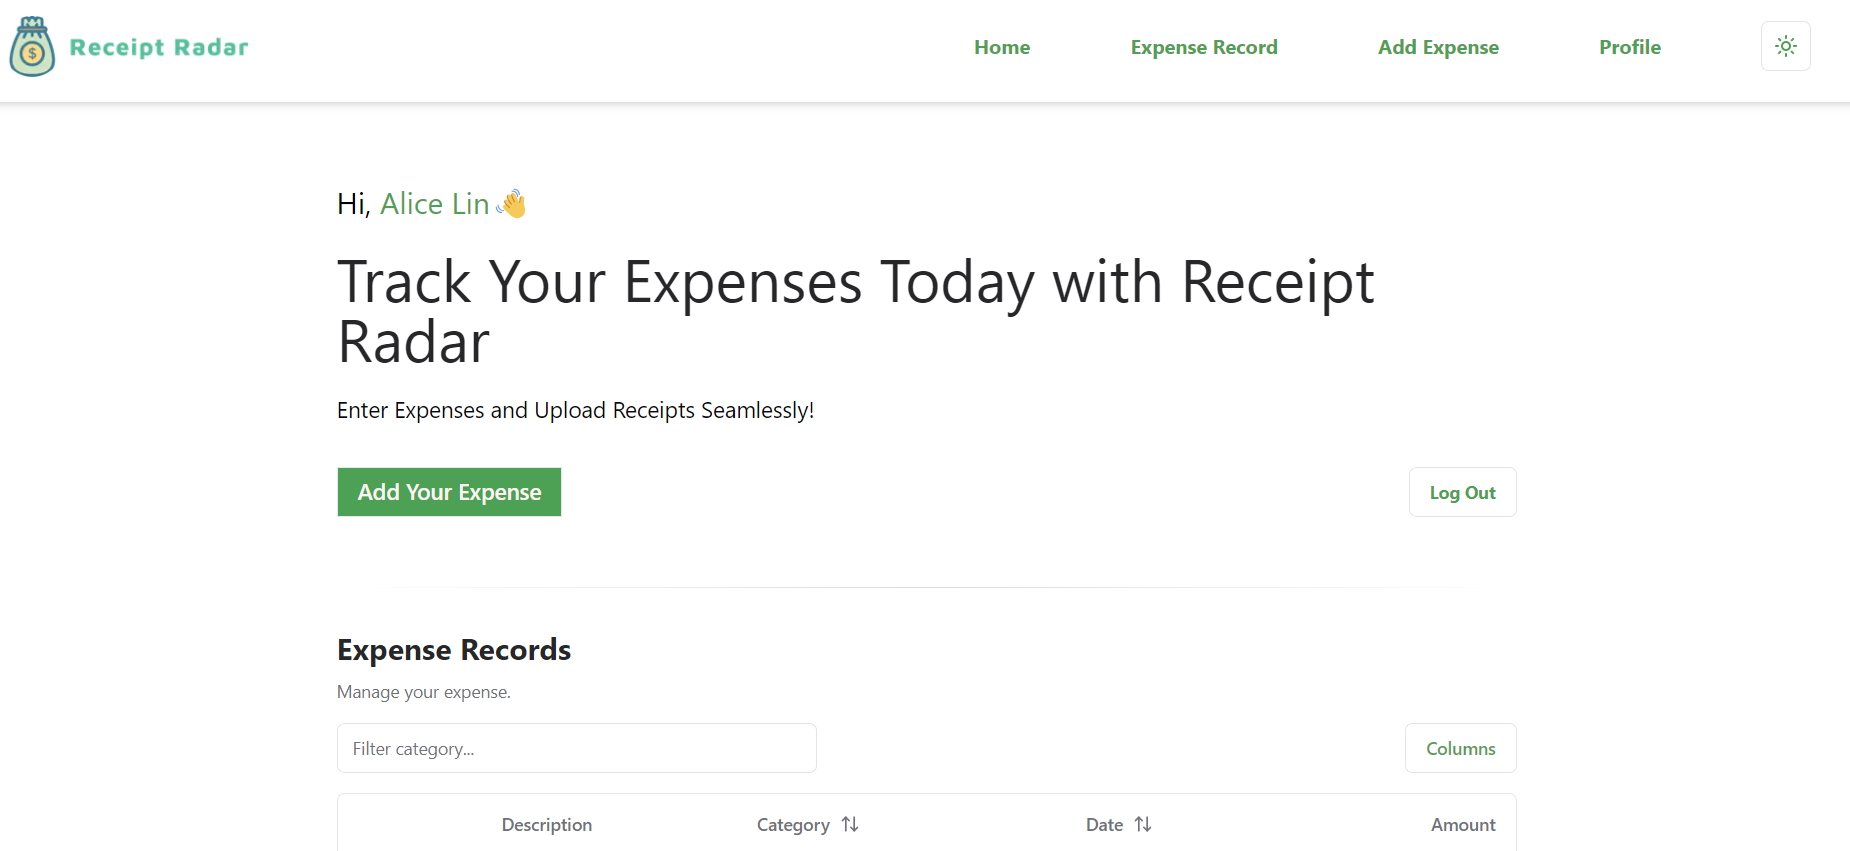 Receipt Radar
Home
Expense Record
Add Expense
Profile
Hi, Alice Lin
Track Your Expenses Today with Receipt
Radar
Enter Expenses and Upload Receipts Seamlessly!
Add Your Expense
Log Out
Expense Records
Manage your expense.
Filter category...
Columns
Description
Category
Date
Amount